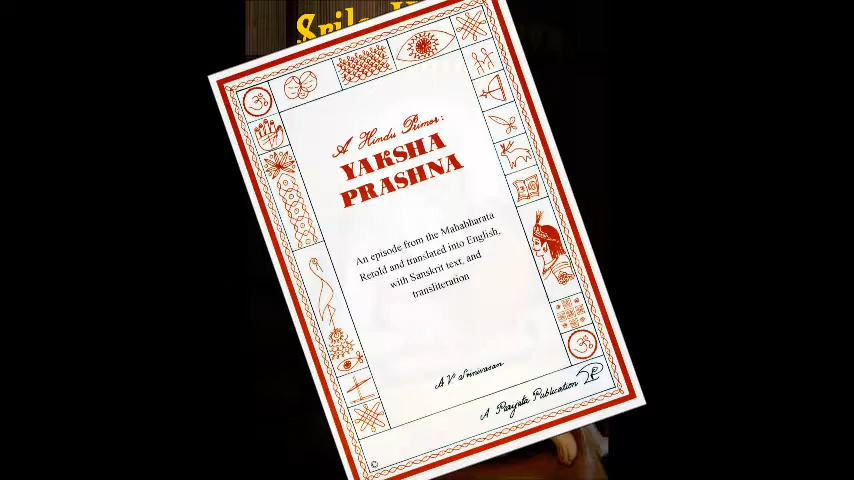 A Hindu Primer:
YAKSHA
PRASHNA
An episode from the Mahabharata
Retold and translated into English,
with Sanskrit text, and
transliteration
A.V Srinivasan
A Parijata Publication
©
ॐ
ॐ